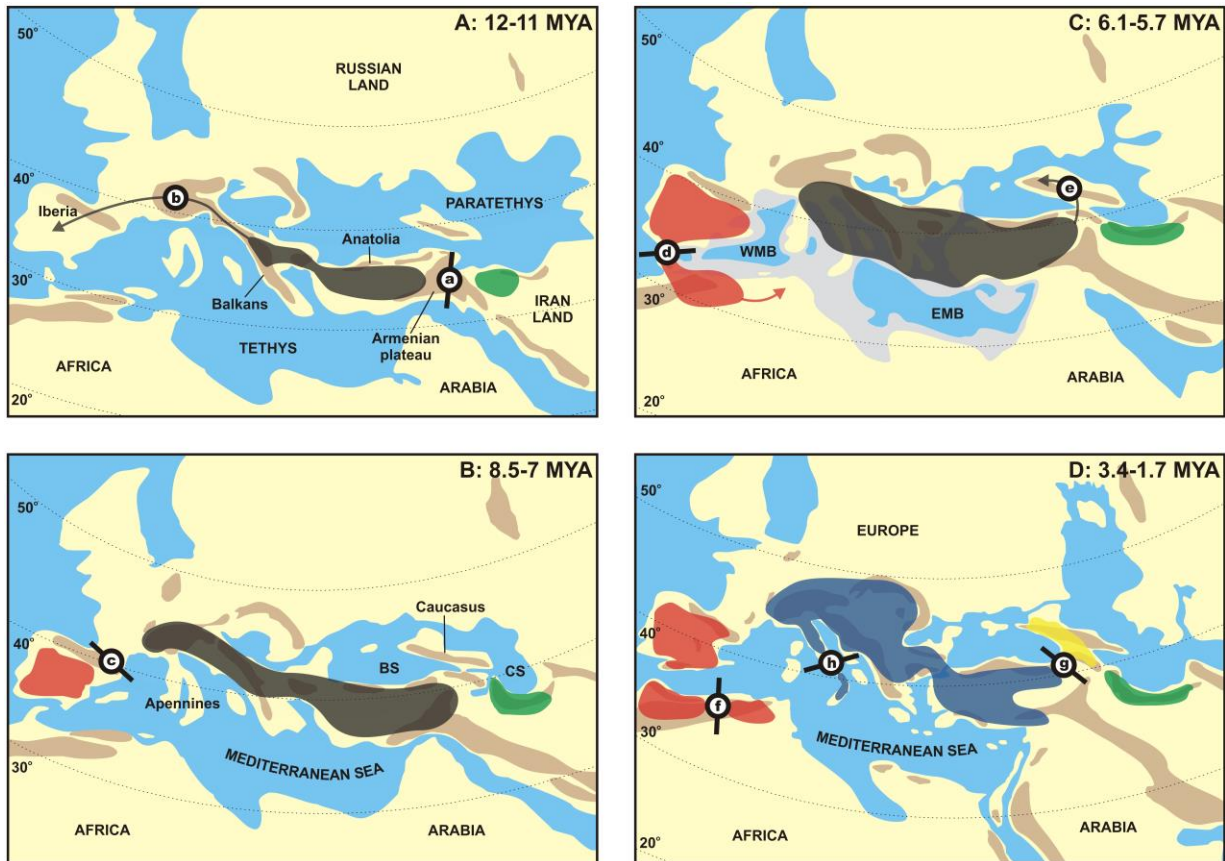 A: 12-11 MYA
50°
RUSSIAN
LAND
40°
Iberia
b
PARATETHYS
Anatolia
a
30°
Balkans
IRAN
LAND
TETHYS
Armenian
plateau
AFRICA
ARABIA
20°
C: 6.1-5.7 MYA
50°
40°
e
d
WMB
30°
EMB
AFRICA
ARABIA
20°
B: 8.5-7 MYA
50°
Caucasus
40°
c
BS
CS
Apennines
30°
MEDITERRANEAN SEA
AFRICA
ARABIA
D: 3.4-1.7 MYA
50°
EUROPE
40°
h
g
f
30°
MEDITERRANEAN SEA
AFRICA
ARABIA
20°